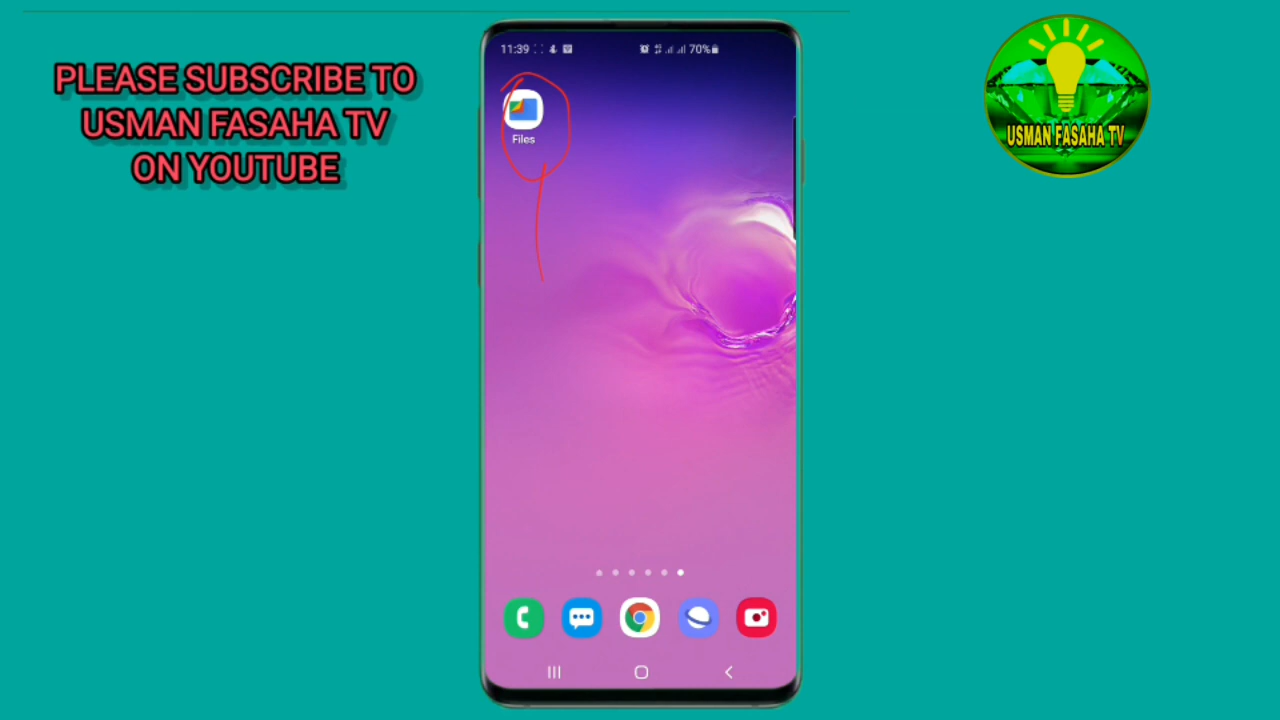 PLEASE SUBSCRIBE TO
USMAN FASAHA TV
ON YOUTUBE
11:39
70%
Files
USMAN FASAHA TV